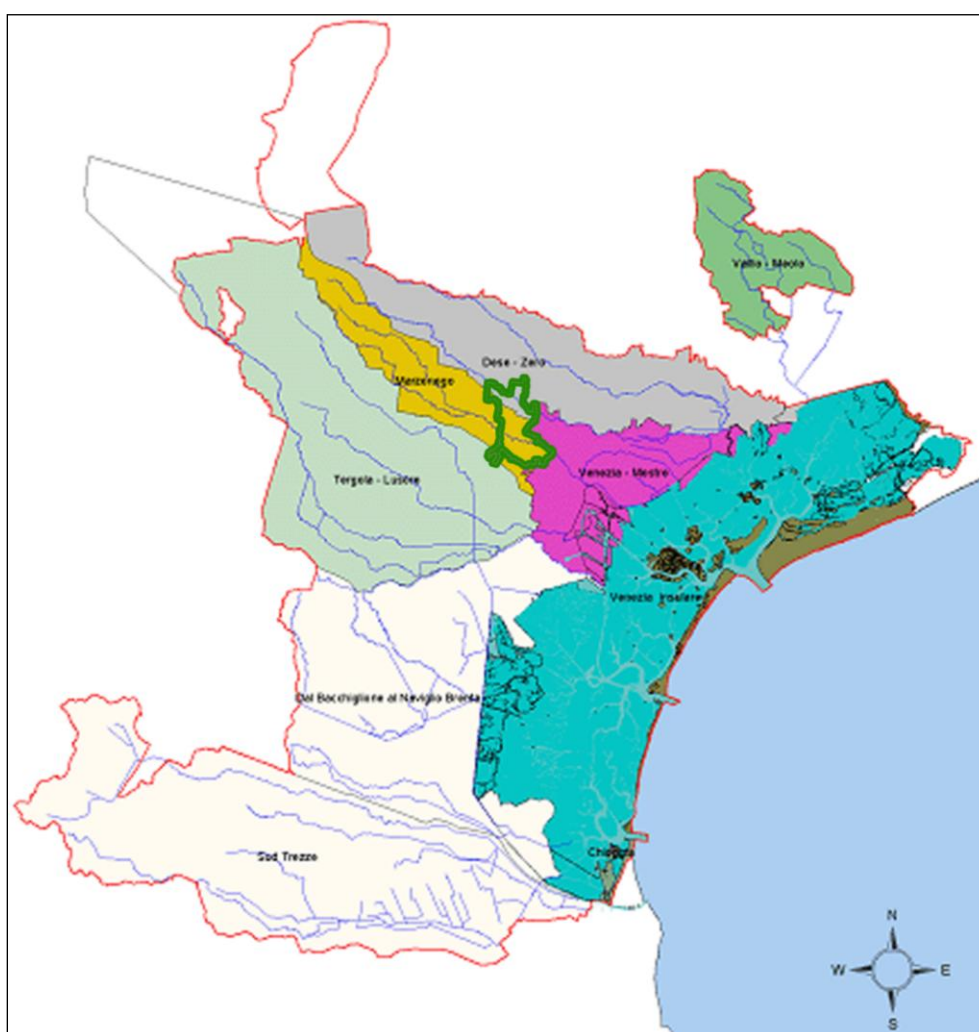 Vallio - Meolo
Dese - Zero
Marzenego
Tergola - Lusore
Venezia - Mestre
Venezia Insulare
Dal Bacchiglione al Naviglio Brenta
Sud Trezze
Chioggia
N
W E
S